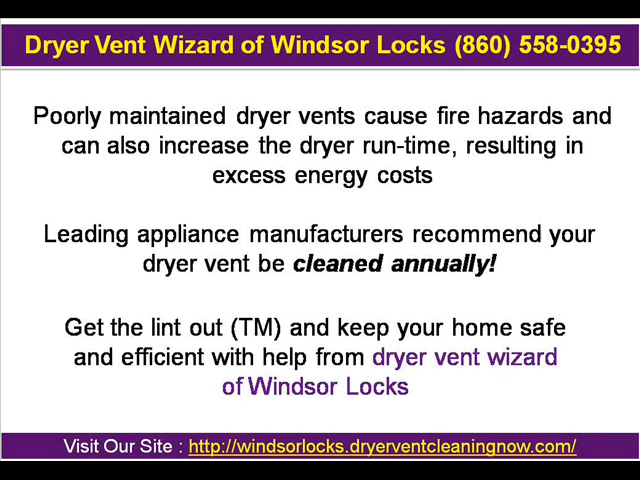 Dryer Vent Wizard of Windsor Locks (860) 558-0395
Poorly maintained dryer vents cause fire hazards and
can also increase the dryer run-time, resulting in
excess energy costs
Leading appliance manufacturers recommend your
dryer vent be cleaned annually!
Get the lint out (TM) and keep your home safe
and efficient with help from dryer vent wizard
of Windsor Locks
Visit Our Site : http://windsorlocks.dryerventcleaningnow.com/